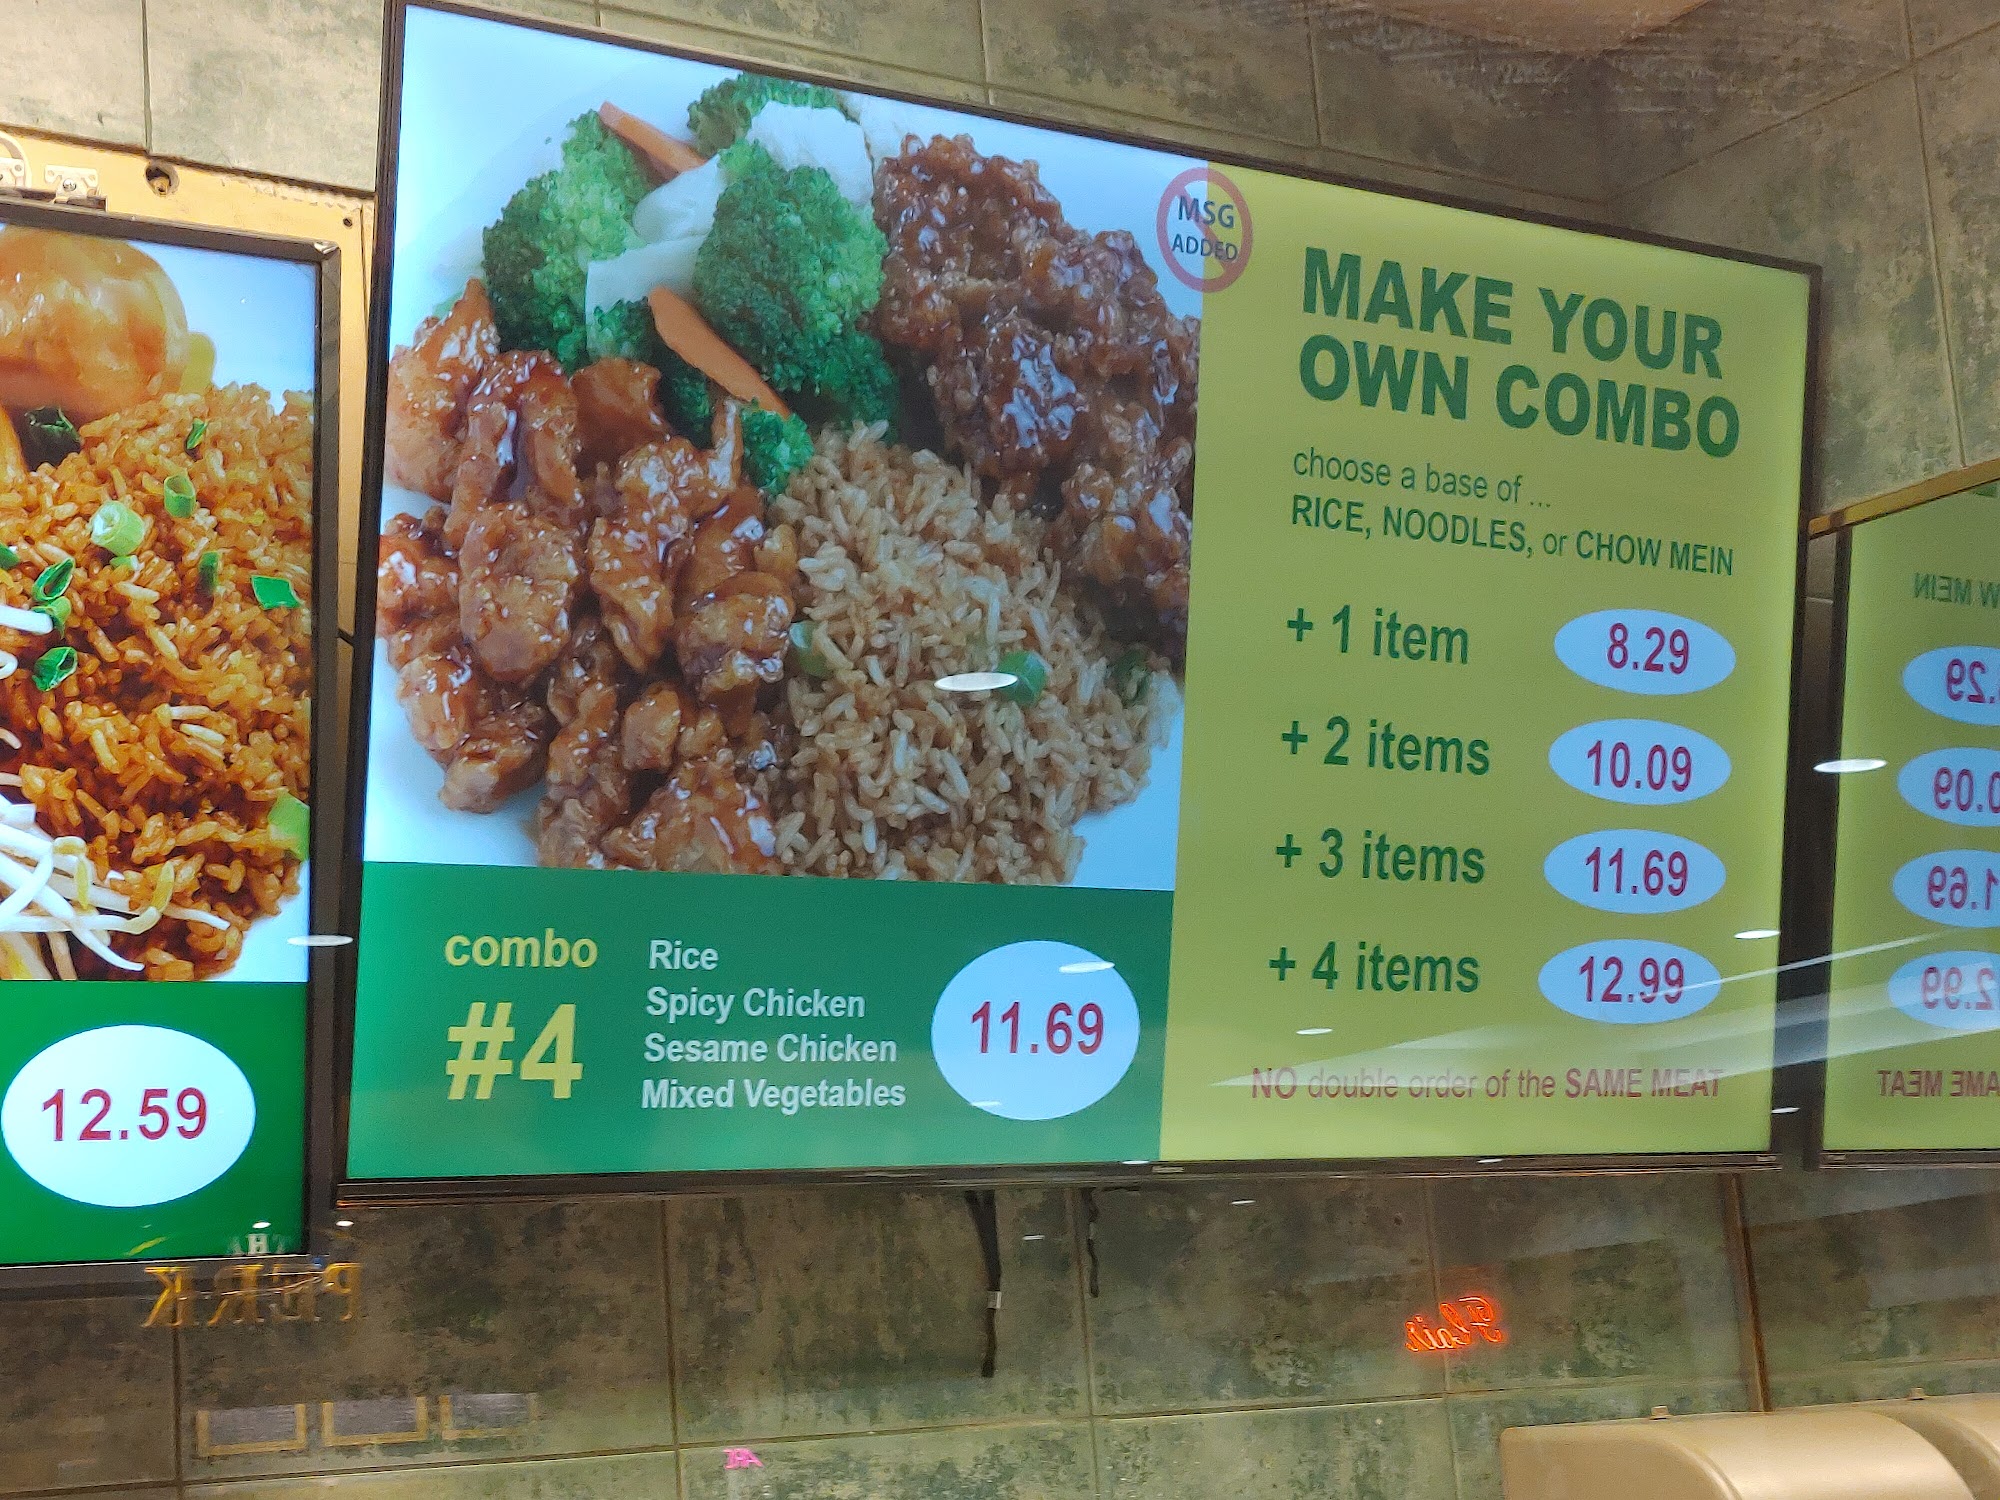 12.59
MSG
ADDED
MAKE YOUR
OWN COMBO
choose a base of ...
RICE, NOODLES, or CHOW MEIN
+ 1 item 8.29
+ 2 items 10.09
+ 3 items 11.69
+ 4 items 12.99
NO double order of the SAME MEAT
combo
#4
Rice
Spicy Chicken
Sesame Chicken
Mixed Vegetables
11.69